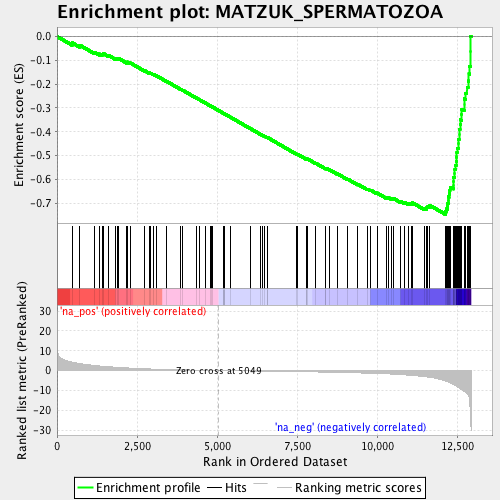 Enrichment plot: MATZUK_SPERMATOZOA
Enrichment score (ES)
0.0
-0.1
-0.2
-0.3
-0.4
-0.5
-0.6
-0.7
Ranked list metric (PreRanked)
'na_pos' (positively correlated)
30
20
10
0
-10
-20
-30
Zero cross at 5049
'na_neg' (negatively correlated)
0
2,500
5,000
7,500
10,000
12,500
Rank in Ordered Dataset
Enrichment profile
Hits
Ranking metric scores